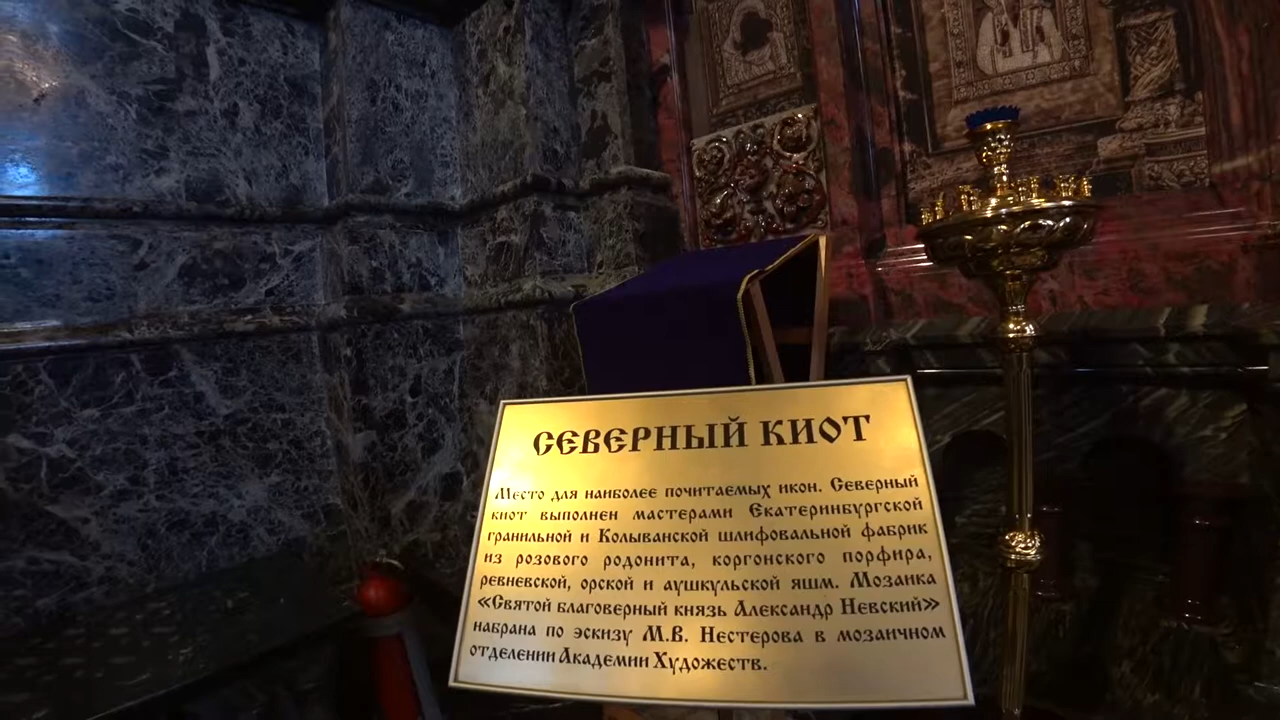 СЕВЕРНЫЙ КИОТ
Место для наиболее почитаемых икон. Северный
киот выполнен мастерами Екатеринбургской
гранильной и Колыванской шлифовальной фабрик
из розового родонита, коргонского порфира,
ревневской, орской и аушкульской яшм. Мозаика
«Святой благоверный князь Александр Невский»
набрана по эскизу М.В. Нестерова в мозаичном
отделении Академии Художеств.